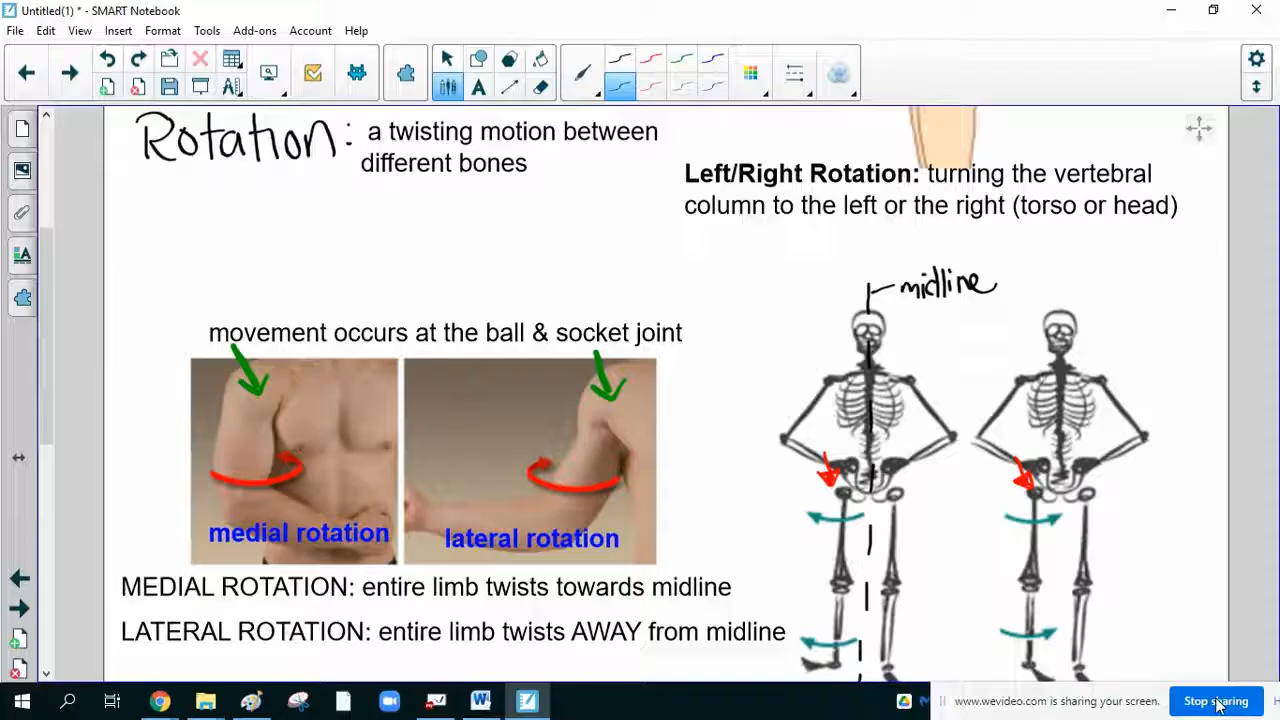 Untitled(1) * - SMART Notebook
File Edit View Insert Format Tools Add-ons Account Help
Rotation: a twisting motion between
different bones
Left/Right Rotation: turning the vertebral
column to the left or the right (torso or head)
midline
movement occurs at the ball & socket joint
medial rotation
lateral rotation
MEDIAL ROTATION: entire limb twists towards midline
LATERAL ROTATION: entire limb twists AWAY from midline
www.wevideo.com is sharing your screen.
Stop sharing